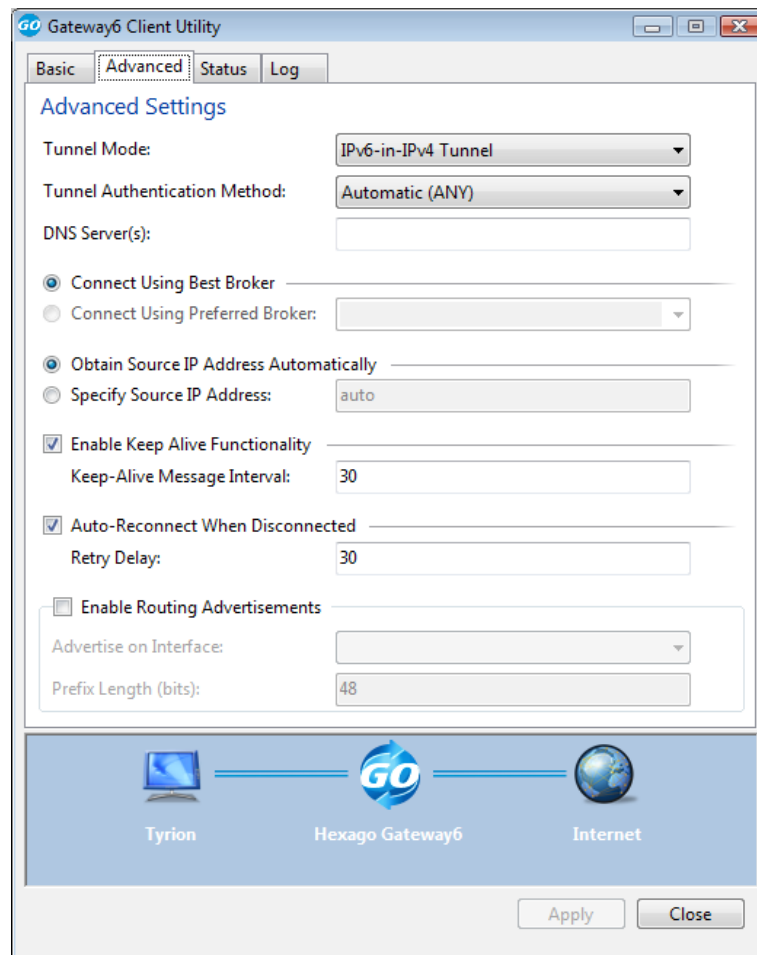 GO Gateway6 Client Utility
Basic Advanced Status Log
Advanced Settings
Tunnel Mode: IPv6-in-IPv4 Tunnel
Tunnel Authentication Method: Automatic (ANY)
DNS Server(s):
Connect Using Best Broker
Connect Using Preferred Broker:
Obtain Source IP Address Automatically
Specify Source IP Address: auto
Enable Keep Alive Functionality
Keep-Alive Message Interval: 30
Auto-Reconnect When Disconnected
Retry Delay: 30
Enable Routing Advertisements
Advertise on Interface:
Prefix Length (bits): 48
GO
Tyrion Hexago Gateway6 Internet
Apply Close